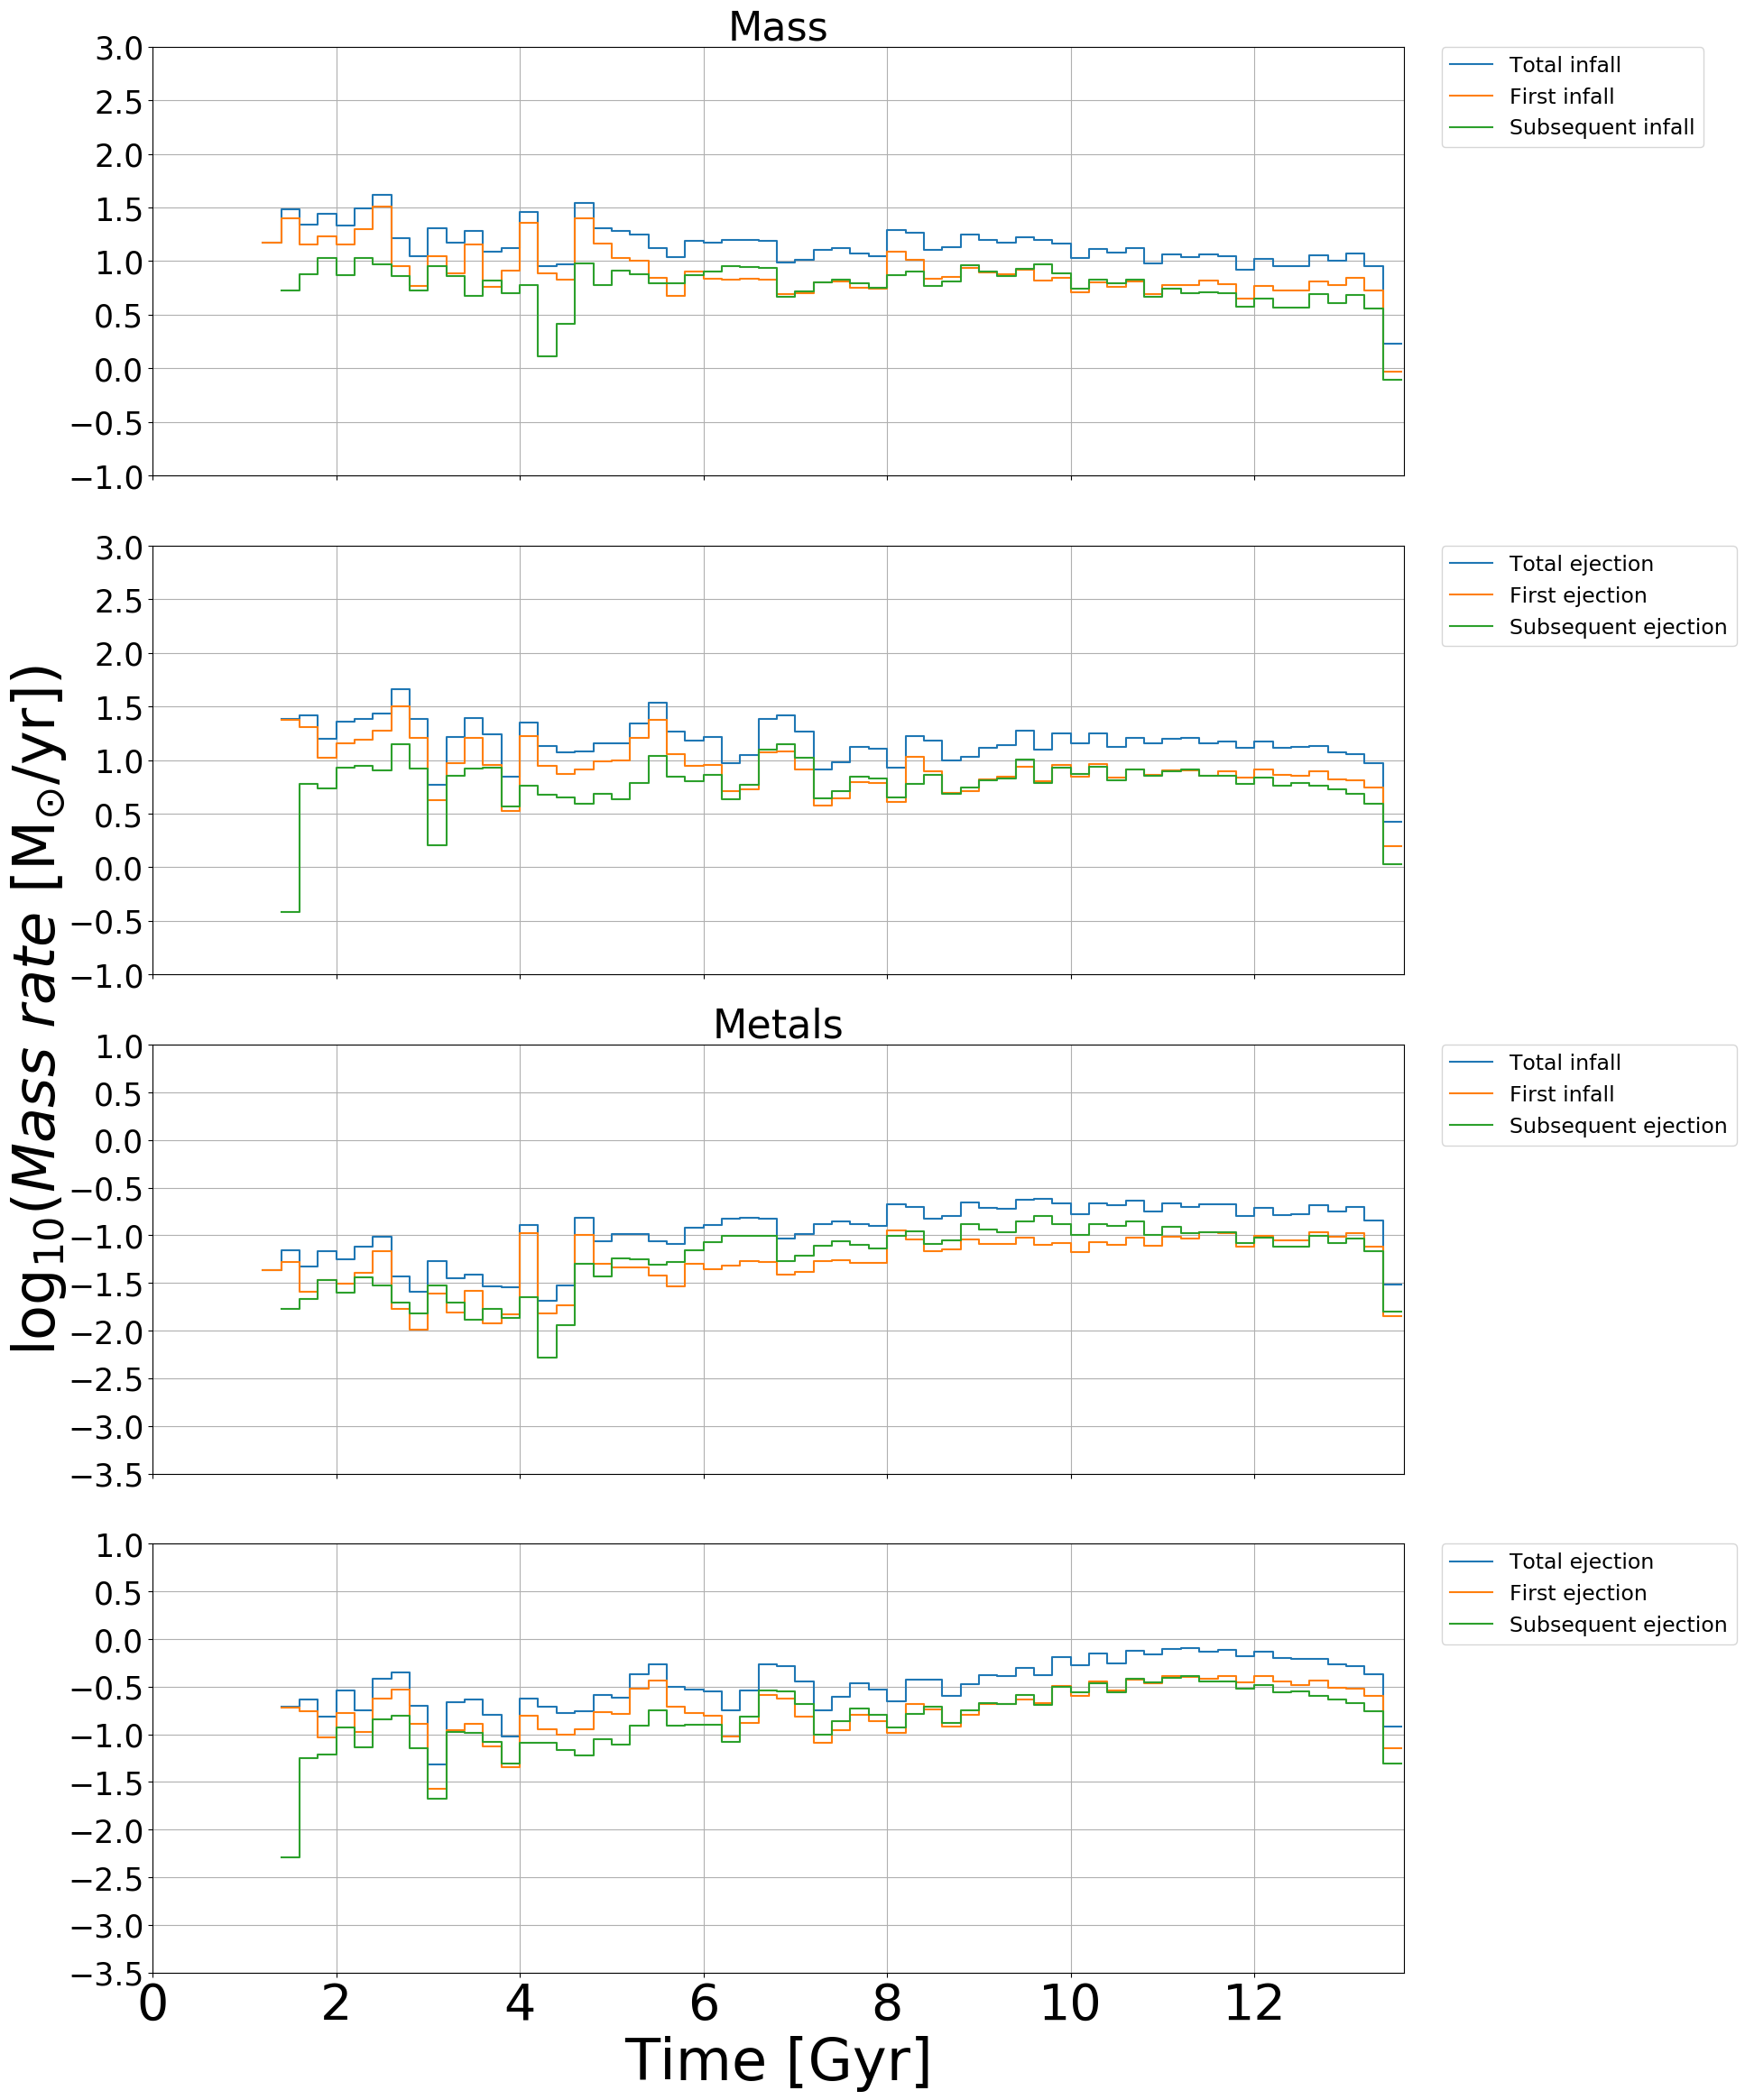 Mass
3.0
2.5
2.0
1.5
1.0
0.5
0.0
−0.5
−1.0
Total infall
First infall
Subsequent infall
3.0
2.5
2.0
1.5
1.0
0.5
0.0
−0.5
−1.0
Total ejection
First ejection
Subsequent ejection
log10(Mass rate [M⊙/yr])
Metals
1.0
0.5
0.0
−0.5
−1.0
−1.5
−2.0
−2.5
−3.0
−3.5
Total infall
First infall
Subsequent ejection
1.0
0.5
0.0
−0.5
−1.0
−1.5
−2.0
−2.5
−3.0
−3.5
Total ejection
First ejection
Subsequent ejection
0 2 4 6 8 10 12
Time [Gyr]